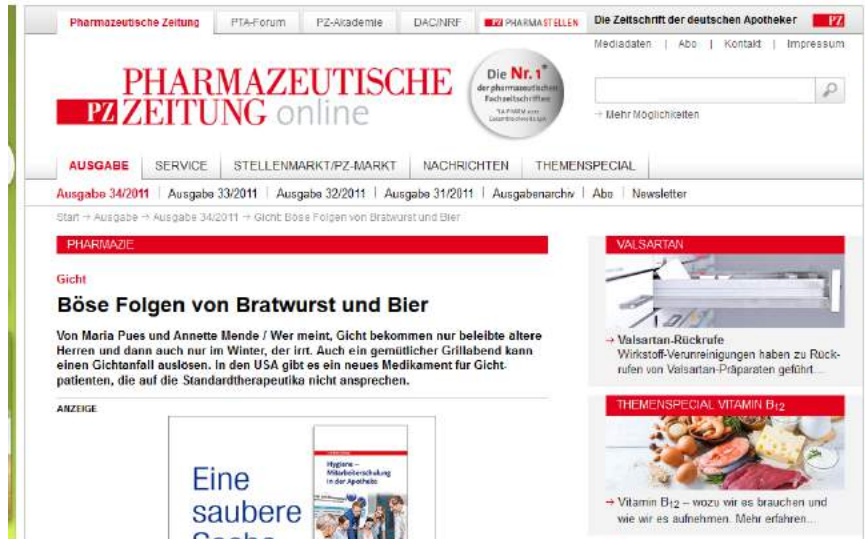 Pharmazeutische Zeitung
PTA-Forum
PZ-Akademie
DAC/NRF
PZ PHARMASTELLEN
Die Zeitschrift der deutschen Apotheker PZ
Mediadaten | Abo | Kontakt | Impressum
PHARMAZEUTISCHE
PZ ZEITUNG online
Die Nr. 1*
der pharmazeutischen
Fachzeitschriften
→ Mehr Möglichkeiten
AUSGABE SERVICE STELLENMARKT/PZ-MARKT NACHRICHTEN THEMENSPECIAL
Ausgabe 34/2011 | Ausgabe 33/2011 | Ausgabe 32/2011 | Ausgabe 31/2011 | Ausgabenarchiv | Abo | Newsletter
Start → Ausgabe → Ausgabe 34/2011 → Gicht: Böse Folgen von Bratwurst und Bier
PHARMAZIE
Gicht
Böse Folgen von Bratwurst und Bier
Von Maria Pues und Annette Mende / Wer meint, Gicht bekommen nur beleibte ältere
Herren und dann auch nur im Winter, der irrt. Auch ein gemütlicher Grillabend kann
einen Gichtanfall auslösen. In den USA gibt es ein neues Medikament für Gicht-
patienten, die auf die Standardtherapeutika nicht ansprechen.
ANZEIGE
Eine
saubere
Sache
Hygiene –
Mitarbeiterschulung
in der Apotheke
VALSARTAN
→ Valsartan-Rückrufe
Wirkstoff-Verunreinigungen haben zu Rück-
rufen von Valsartan-Präparaten geführt...
THEMENSPECIAL VITAMIN B12
→ Vitamin B12 – wozu wir es brauchen und
wie wir es aufnehmen. Mehr erfahren...